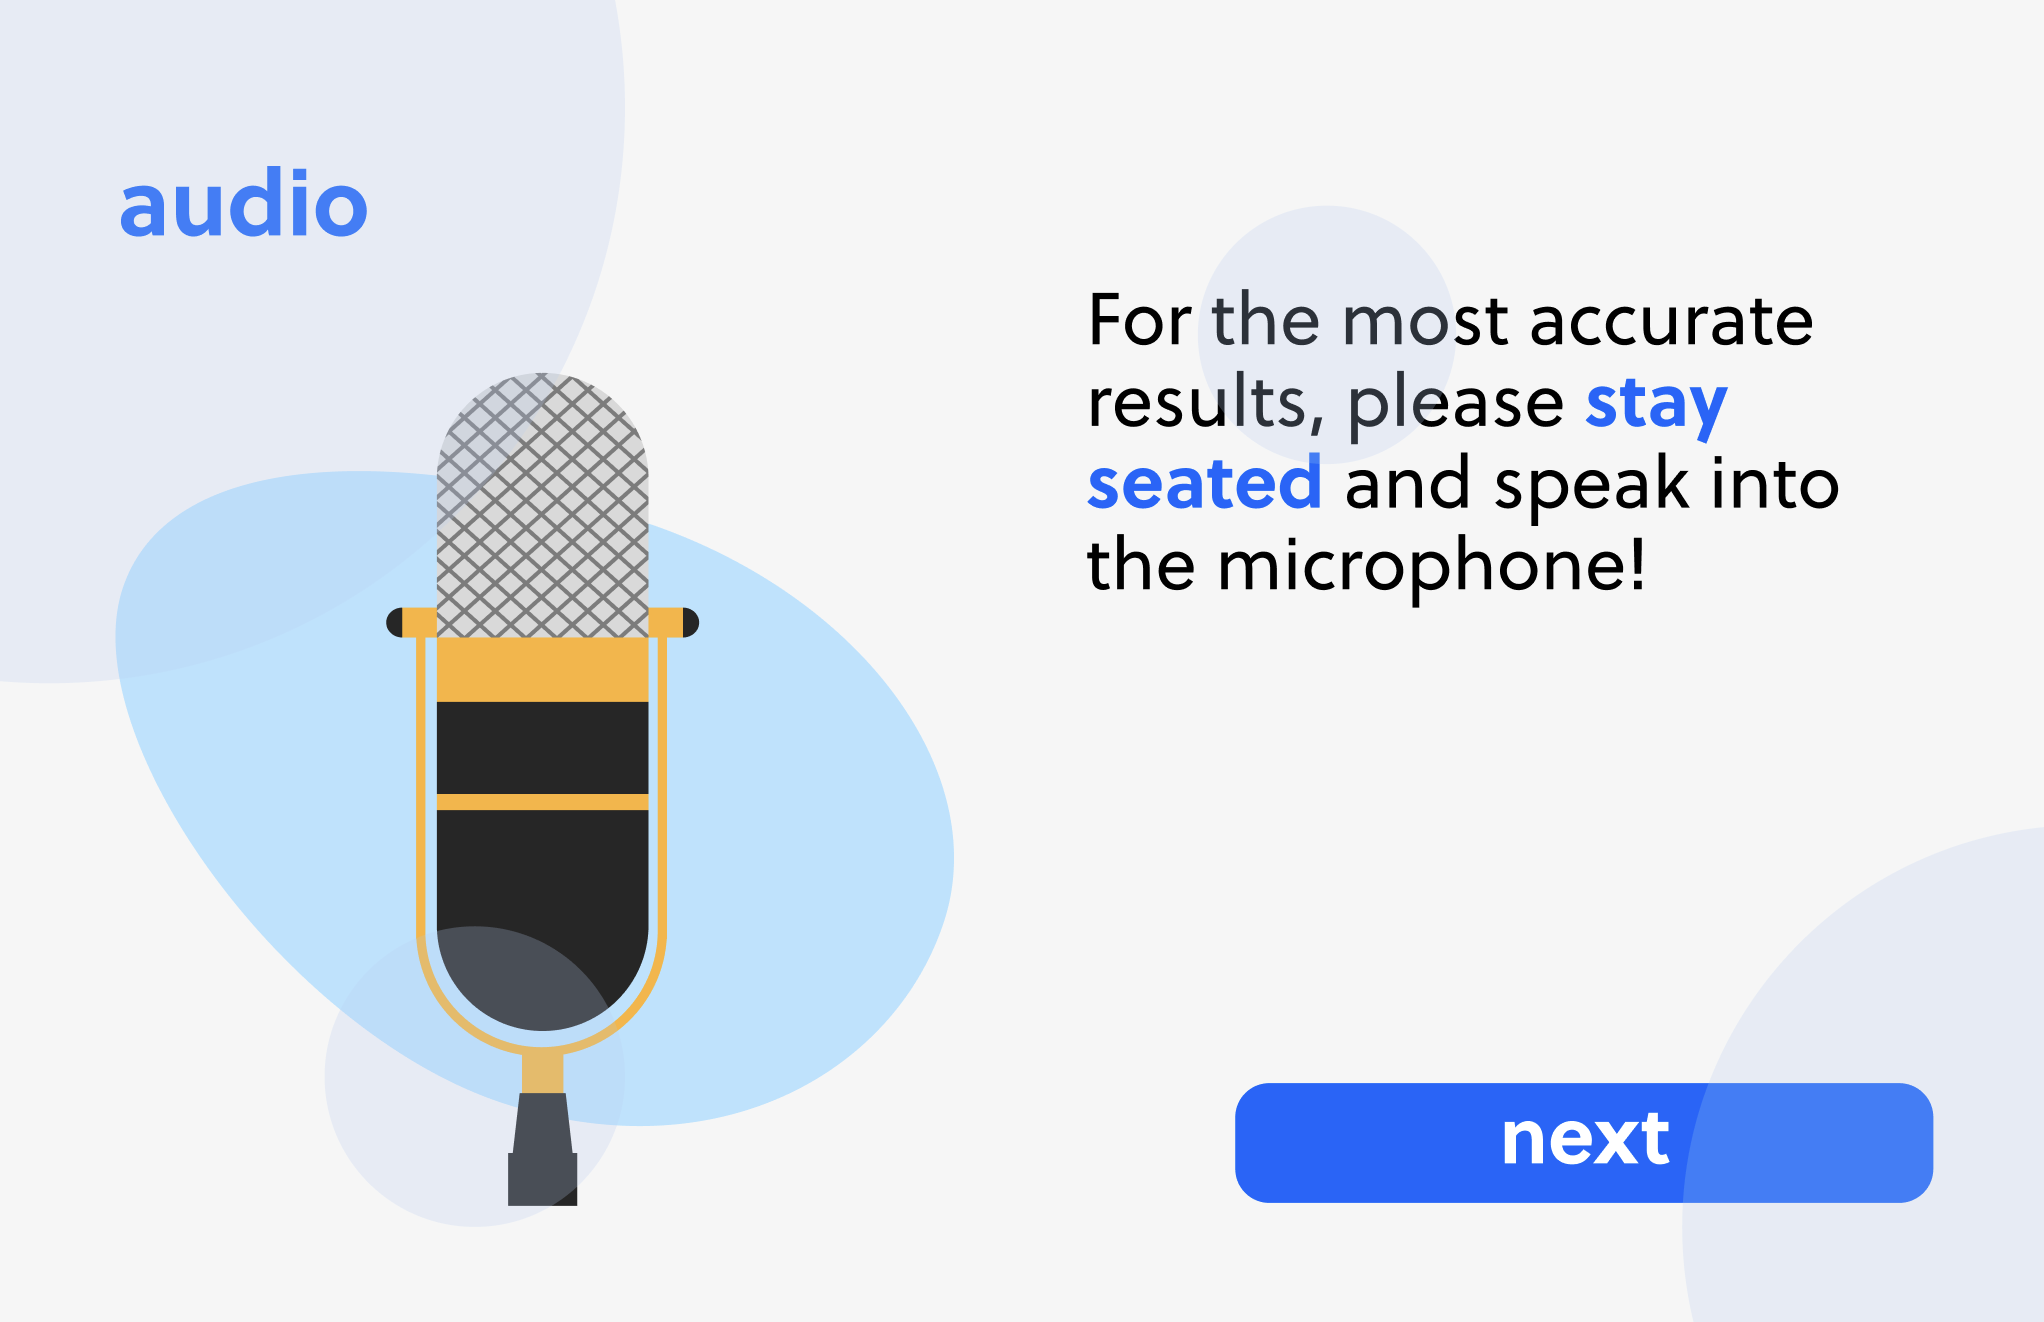 audio
For the most accurate
results, please stay
seated and speak into
the microphone!
next